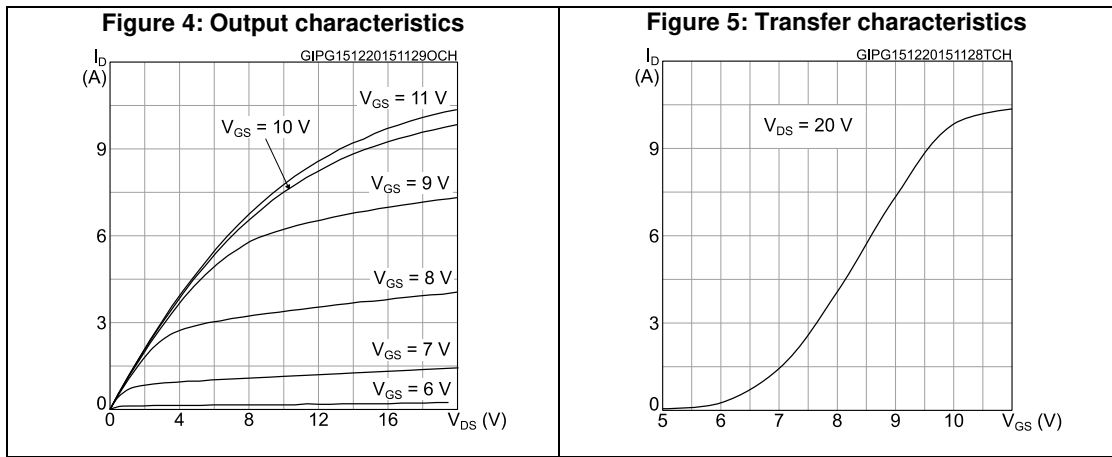 Figure 4: Output characteristics
GIPG151220151129OCH
I_D
(A)
V_GS = 11 V
V_GS = 10 V
V_GS = 9 V
V_GS = 8 V
V_GS = 7 V
V_GS = 6 V
9
6
3
0
0 4 8 12 16 V_DS (V)
Figure 5: Transfer characteristics
GIPG151220151128TCH
I_D
(A)
V_DS = 20 V
9
6
3
0
5 6 7 8 9 10 V_GS (V)